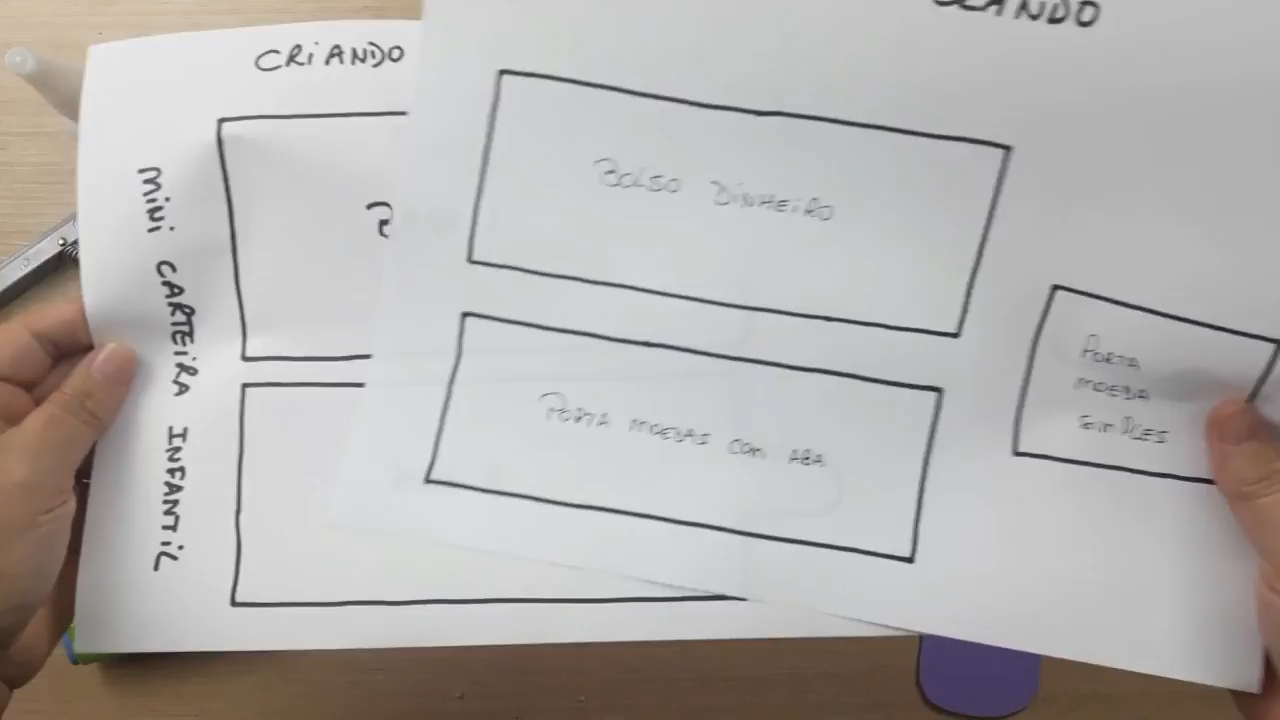 CRIANDO
MINI CARTEIRA INFANTIL
BOLSO DINHEIRO
PORTA MOEDAS COM ABA
PORTA
MOEDA
SIMPLES